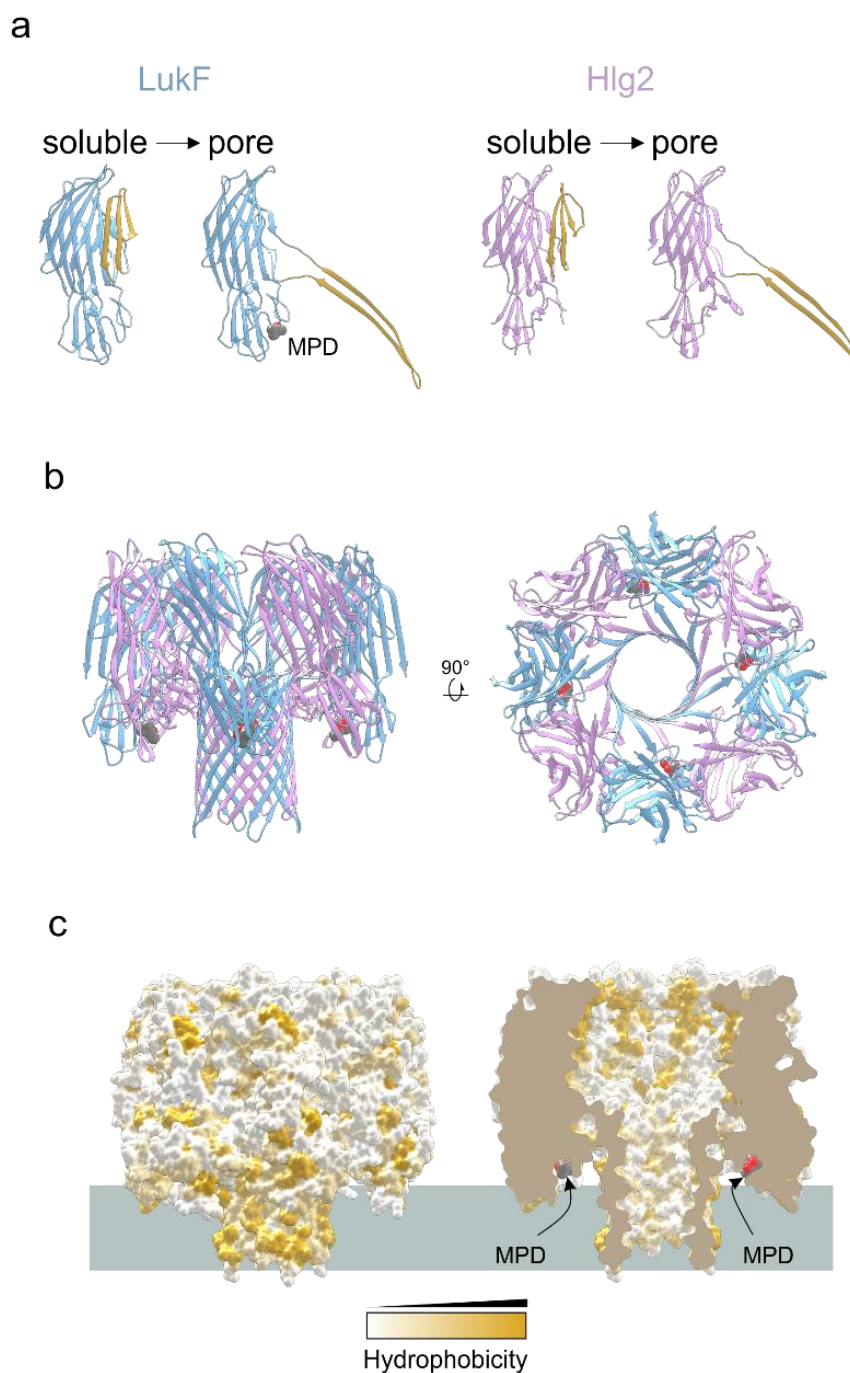 a
LukF
Hlg2
soluble → pore
soluble → pore
MPD
b
90°
c
MPD
MPD
Hydrophobicity